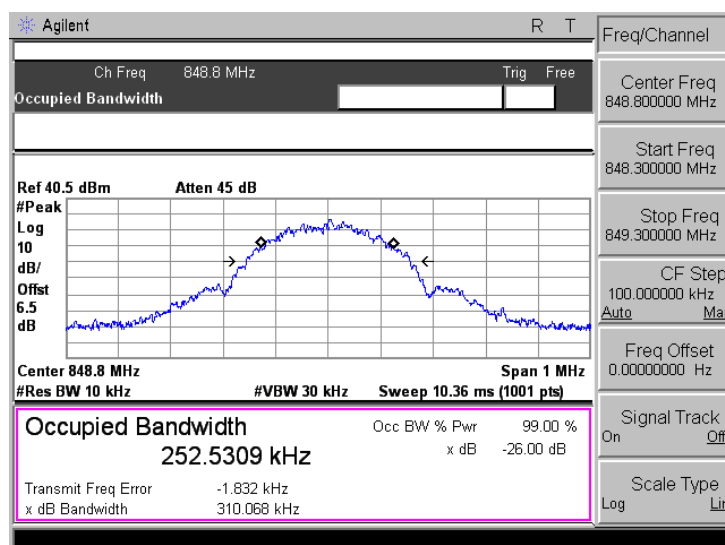 Agilent R T
Ch Freq 848.8 MHz Trig Free
Occupied Bandwidth
Ref 40.5 dBm Atten 45 dB
#Peak
Log
10
dB/
Offst
6.5
dB
Center 848.8 MHz Span 1 MHz
#Res BW 10 kHz #VBW 30 kHz Sweep 10.36 ms (1001 pts)
Occupied Bandwidth
252.5309 kHz
Occ BW % Pwr 99.00 %
x dB -26.00 dB
Transmit Freq Error -1.832 kHz
x dB Bandwidth 310.068 kHz
Freq/Channel
Center Freq
848.800000 MHz
Start Freq
848.300000 MHz
Stop Freq
849.300000 MHz
CF Step
100.000000 kHz
Auto Ma
Freq Offset
0.00000000 Hz
Signal Track
On Off
Scale Type
Log Lin